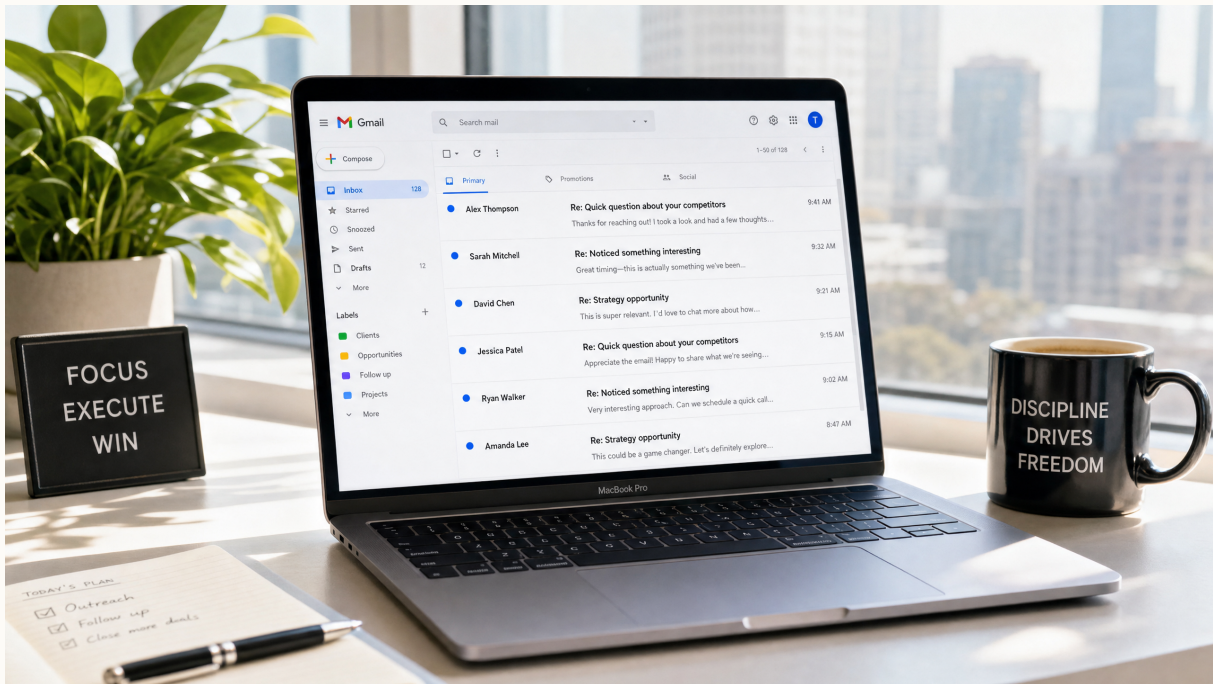 FOCUS
EXECUTE
WIN
Gmail
Search mail
Compose
Inbox 128
Starred
Snoozed
Sent
Drafts 12
More
Labels
Clients
Opportunities
Follow up
Projects
More
T
1–50 of 128
Primary Promotions Social
Alex Thompson Re: Quick question about your competitors 9:41 AM
Thanks for reaching out! I took a look and had a few thoughts...
Sarah Mitchell Re: Noticed something interesting 9:32 AM
Great timing—this is actually something we've been...
David Chen Re: Strategy opportunity 9:21 AM
This is super relevant. I'd love to chat more about how...
Jessica Patel Re: Quick question about your competitors 9:15 AM
Appreciate the email! Happy to share what we're seeing...
Ryan Walker Re: Noticed something interesting 9:02 AM
Very interesting approach. Can we schedule a quick call...
Amanda Lee Re: Strategy opportunity 8:47 AM
This could be a game changer. Let's definitely explore...
MacBook Pro
DISCIPLINE
DRIVES
FREEDOM
TODAY'S PLAN
Outreach
Follow up
Close more deals